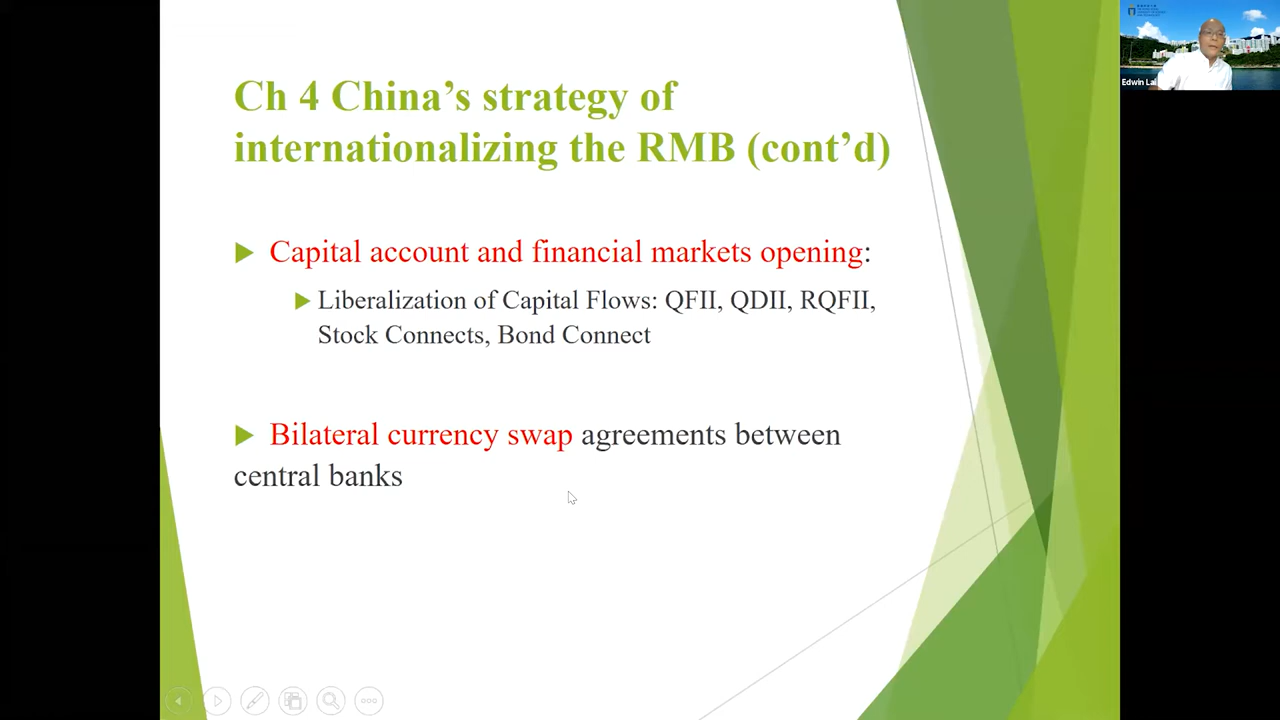 Ch 4 China’s strategy of
internationalizing the RMB (cont’d)
Capital account and financial markets opening:
Liberalization of Capital Flows: QFII, QDII, RQFII,
Stock Connects, Bond Connect
Bilateral currency swap agreements between
central banks
Edwin Lai